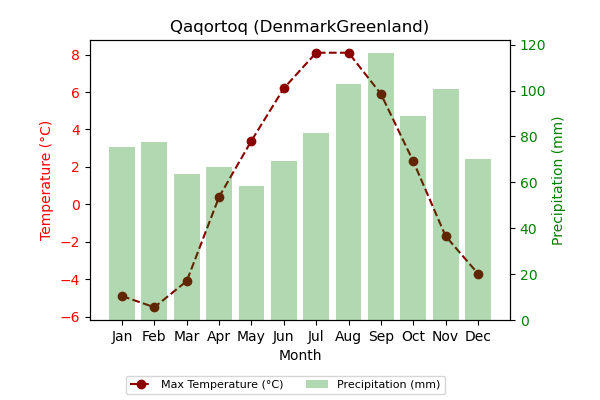 Qaqortoq (DenmarkGreenland)
Temperature (°C)
8
6
4
2
0
−2
−4
−6
120
100
80
60
40
20
0
Precipitation (mm)
Jan Feb Mar Apr May Jun Jul Aug Sep Oct Nov Dec
Month
Max Temperature (°C) Precipitation (mm)